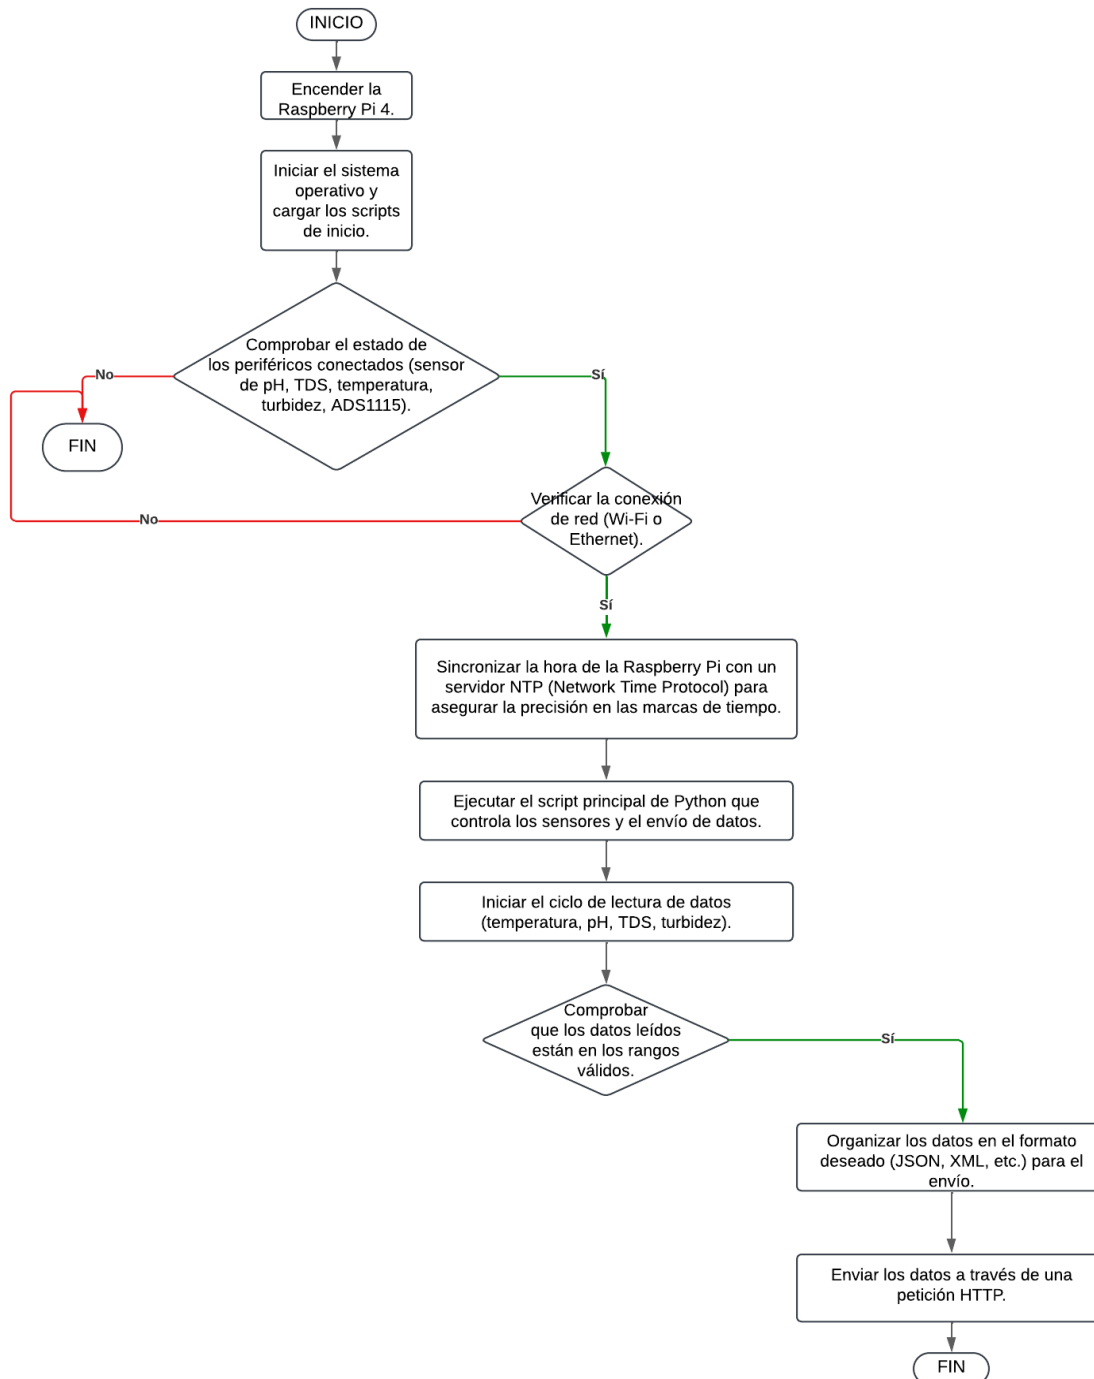 INICIO
Encender la
Raspberry Pi 4.
Iniciar el sistema
operativo y
cargar los scripts
de inicio.
Comprobar el estado de
los periféricos conectados (sensor
de pH, TDS, temperatura,
turbidez, ADS1115).
No
Sí
FIN
Verificar la conexión
de red (Wi-Fi o
Ethernet).
No
Sí
Sincronizar la hora de la Raspberry Pi con un
servidor NTP (Network Time Protocol) para
asegurar la precisión en las marcas de tiempo.
Ejecutar el script principal de Python que
controla los sensores y el envío de datos.
Iniciar el ciclo de lectura de datos
(temperatura, pH, TDS, turbidez).
Comprobar
que los datos leídos
están en los rangos
válidos.
Sí
Organizar los datos en el formato
deseado (JSON, XML, etc.) para el
envío.
Enviar los datos a través de una
petición HTTP.
FIN